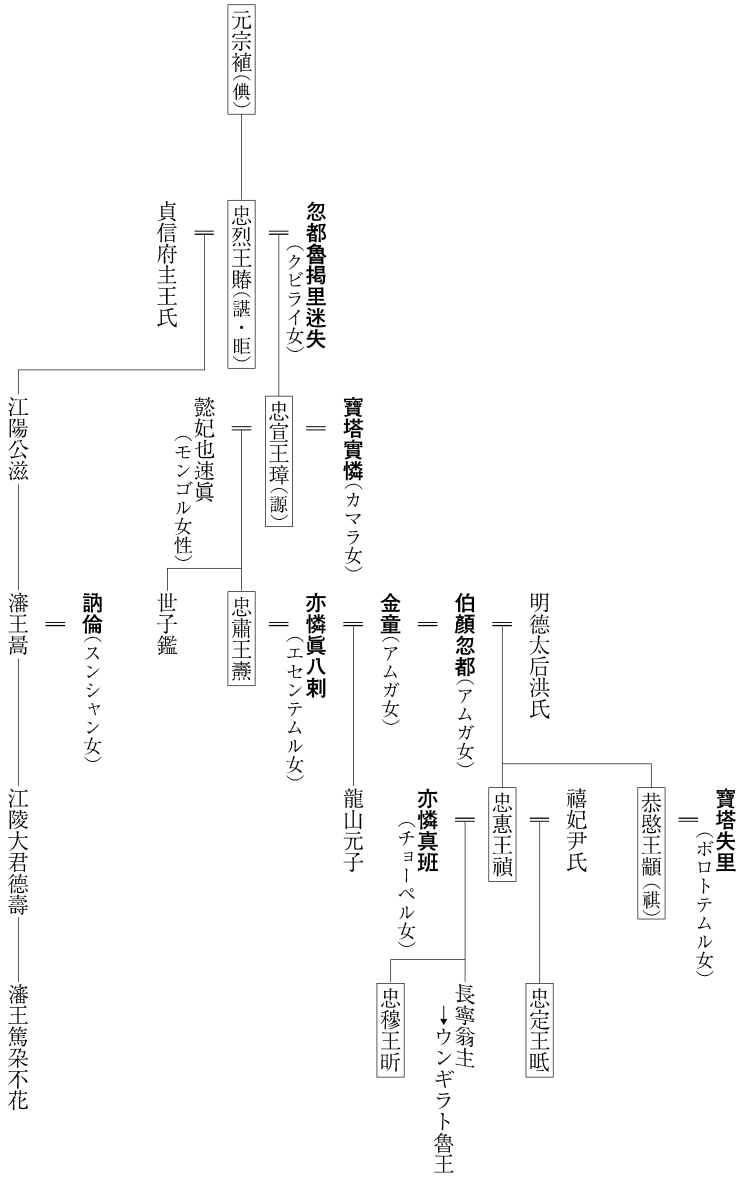 元宗禃(倎)
忽都魯揭里迷失
(クビライ女)
忠烈王賰(諶・昛)
貞信府主王氏
寶塔實憐(カマラ女)
忠宣王璋(謜)
懿妃也速眞
(モンゴル女性)
江陽公滋
明德太后洪氏
伯顏忽都(アムガ女)
金童(アムガ女)
亦憐眞八剌
(エセンテムル女)
忠肅王燾
世子鑑
訥倫(スンシャン女)
瀋王暠
寶塔失里
(ボロトテムル女)
恭愍王顓(祺)
禧妃尹氏
忠惠王禎
亦憐真班
(チョーペル女)
龍山元子
江陵大君德壽
忠定王㫝
長寧翁主
→ウンギラト魯王
忠穆王昕
瀋王篤朶不花